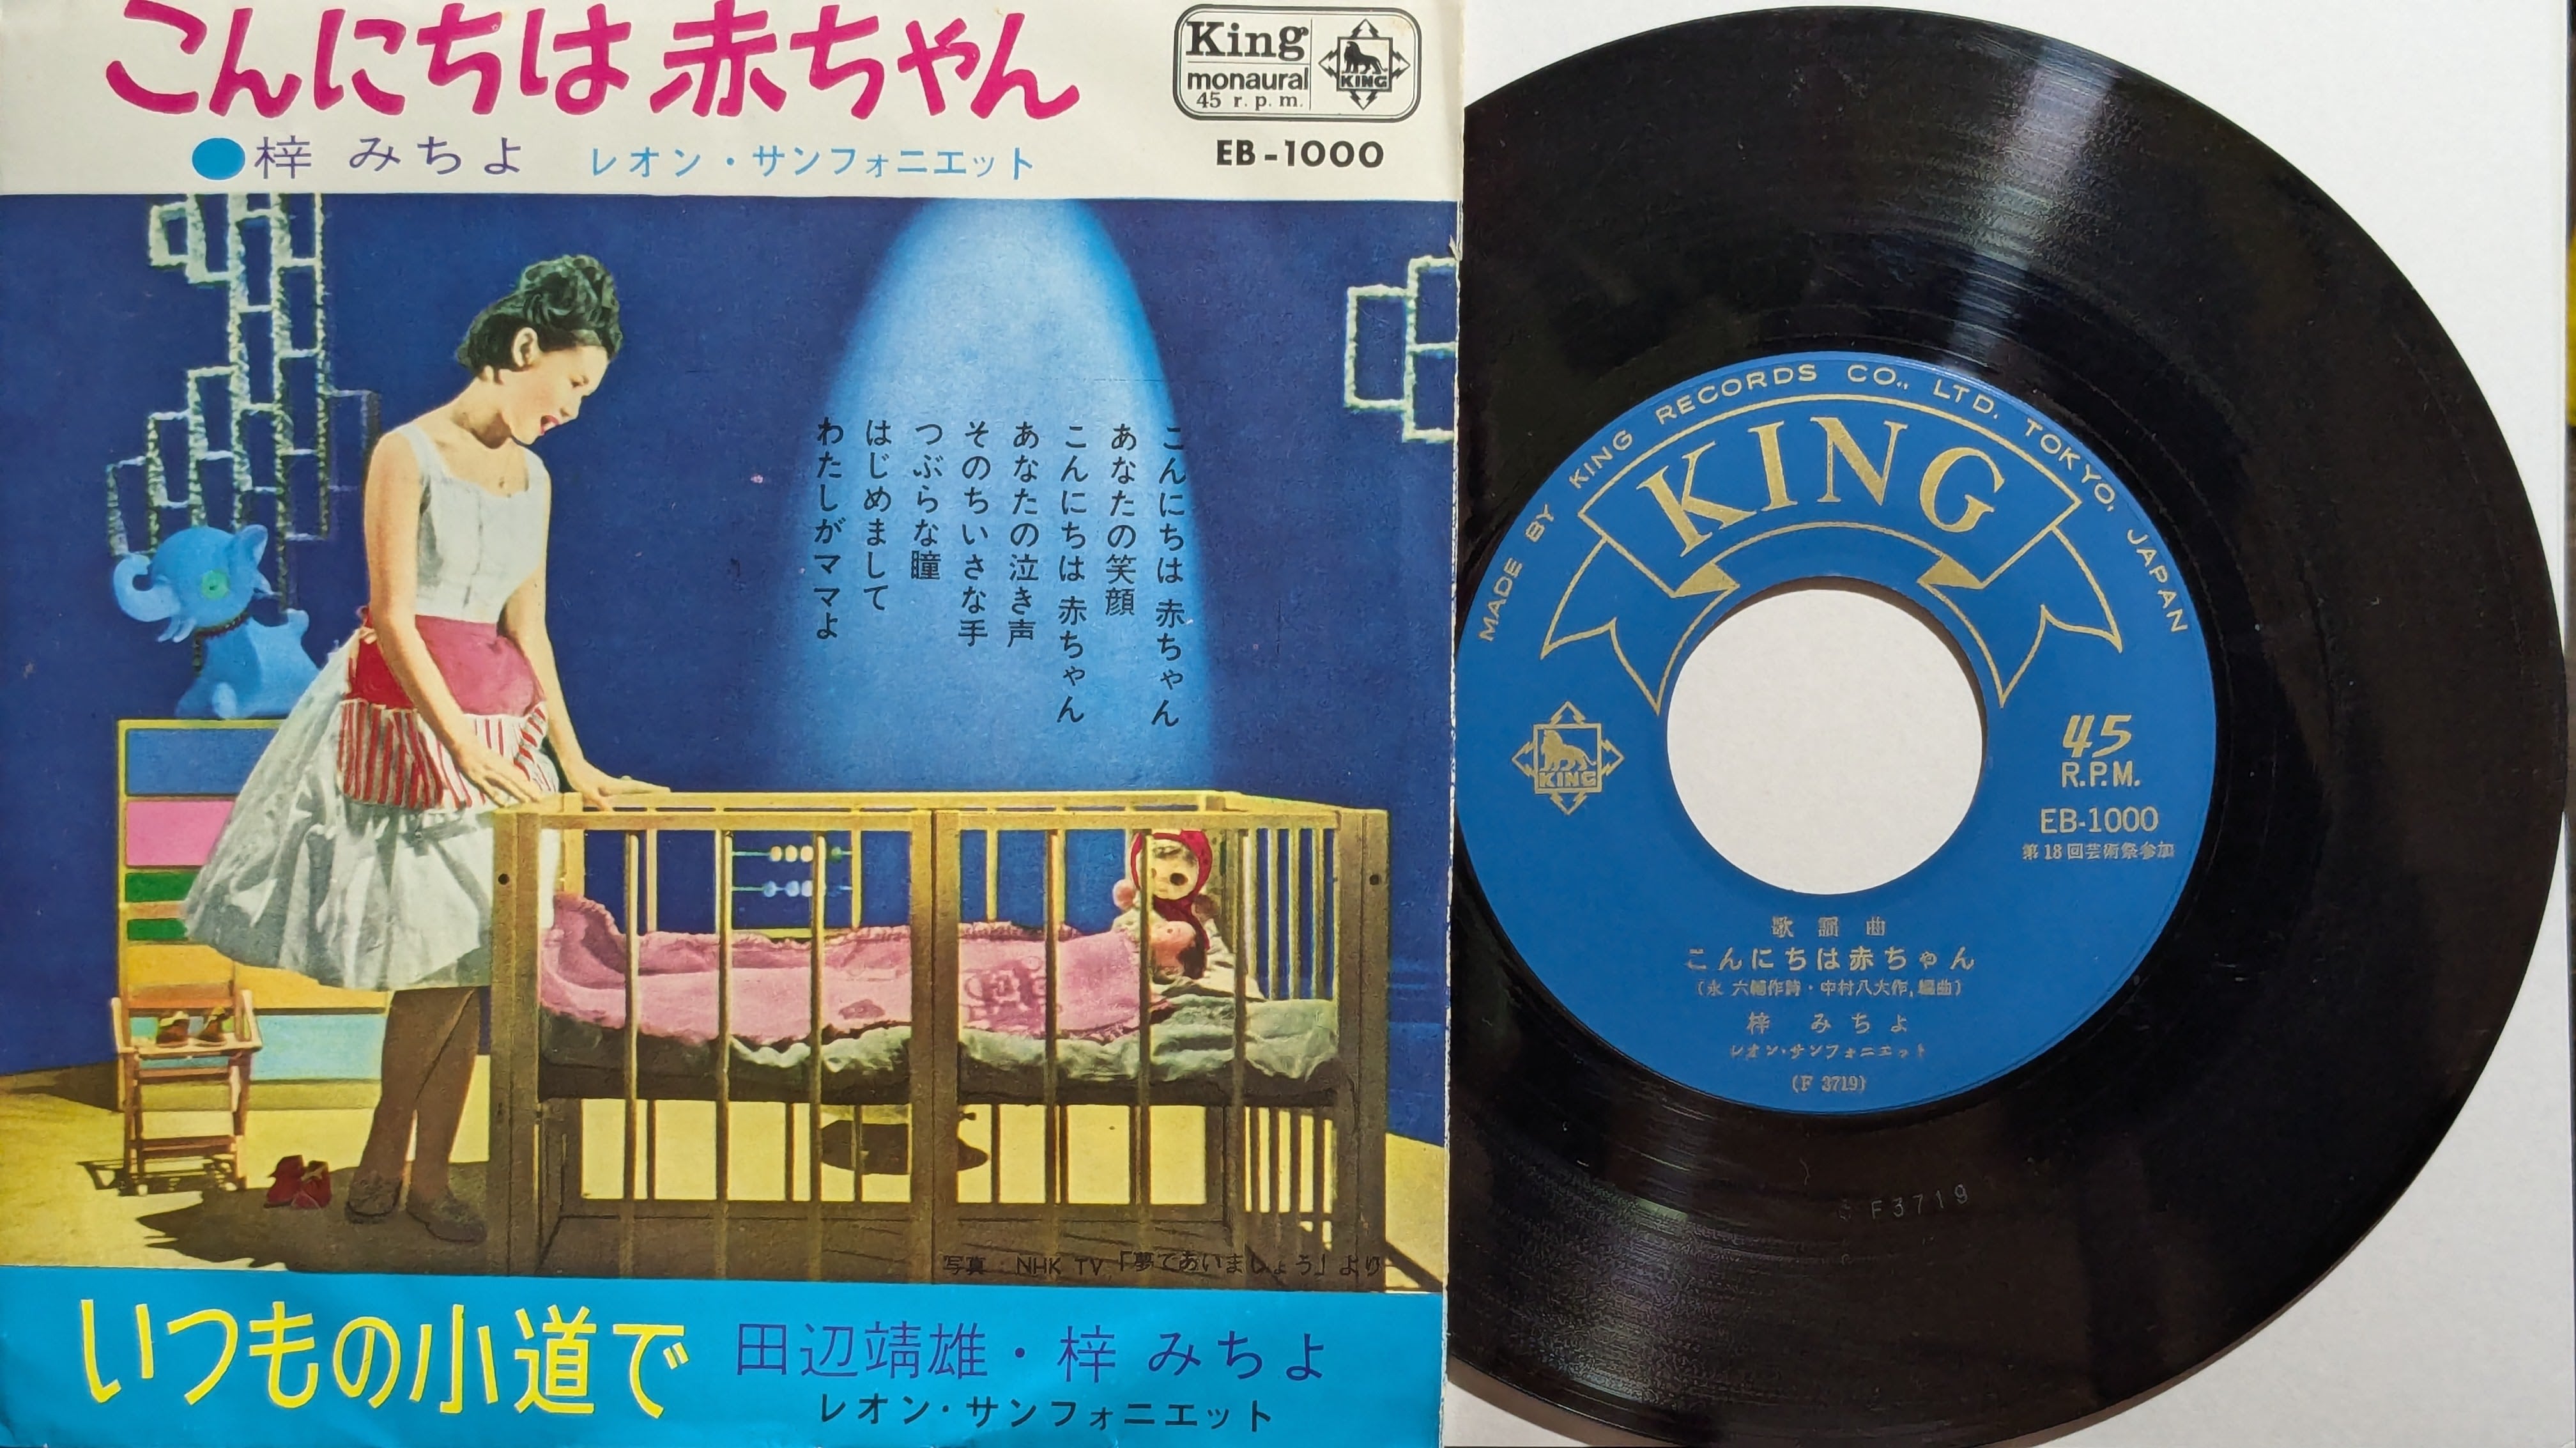 こんにちは 赤ちゃん
King
monaural
45 r.p.m.
KING
EB-1000
●梓 みちよ レオン・サンフォニエット
こんにちは 赤ちゃん
あなたの笑顔
こんにちは 赤ちゃん
あなたの泣き声
そのちいさな手
つぶらな瞳
はじめまして
わたしがママよ
写真：NHK TV「夢であいましょう」より
いつもの小道で
田辺靖雄・梓 みちよ
レオン・サンフォニエット
MADE BY KING RECORDS CO., LTD. TOKYO, JAPAN
KING
KING
45
R.P.M.
EB-1000
第18回芸術祭参加
歌謡曲
こんにちは赤ちゃん
(永 六輔作詩・中村八大作,編曲)
梓 みちよ
レオン・サンフォニエット
(F 3719)
F3719